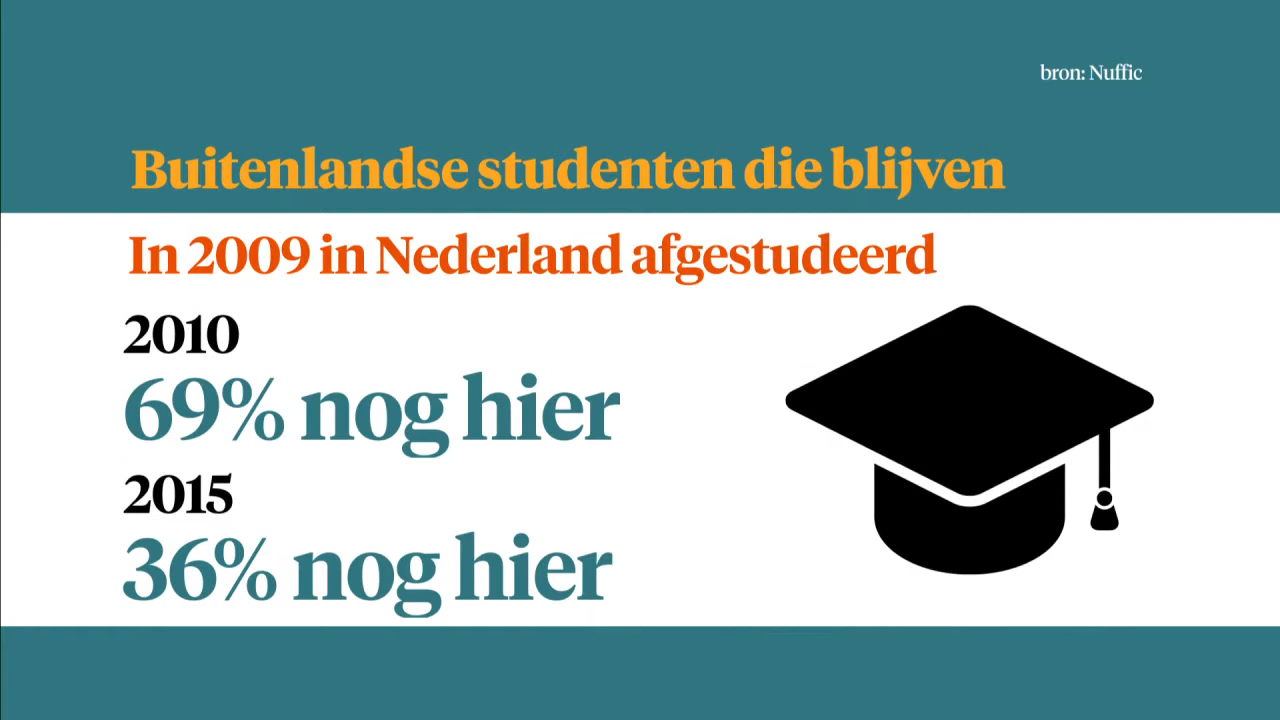 bron: Nuffic
Buitenlandse studenten die blijven
In 2009 in Nederland afgestudeerd
2010
69% nog hier
2015
36% nog hier